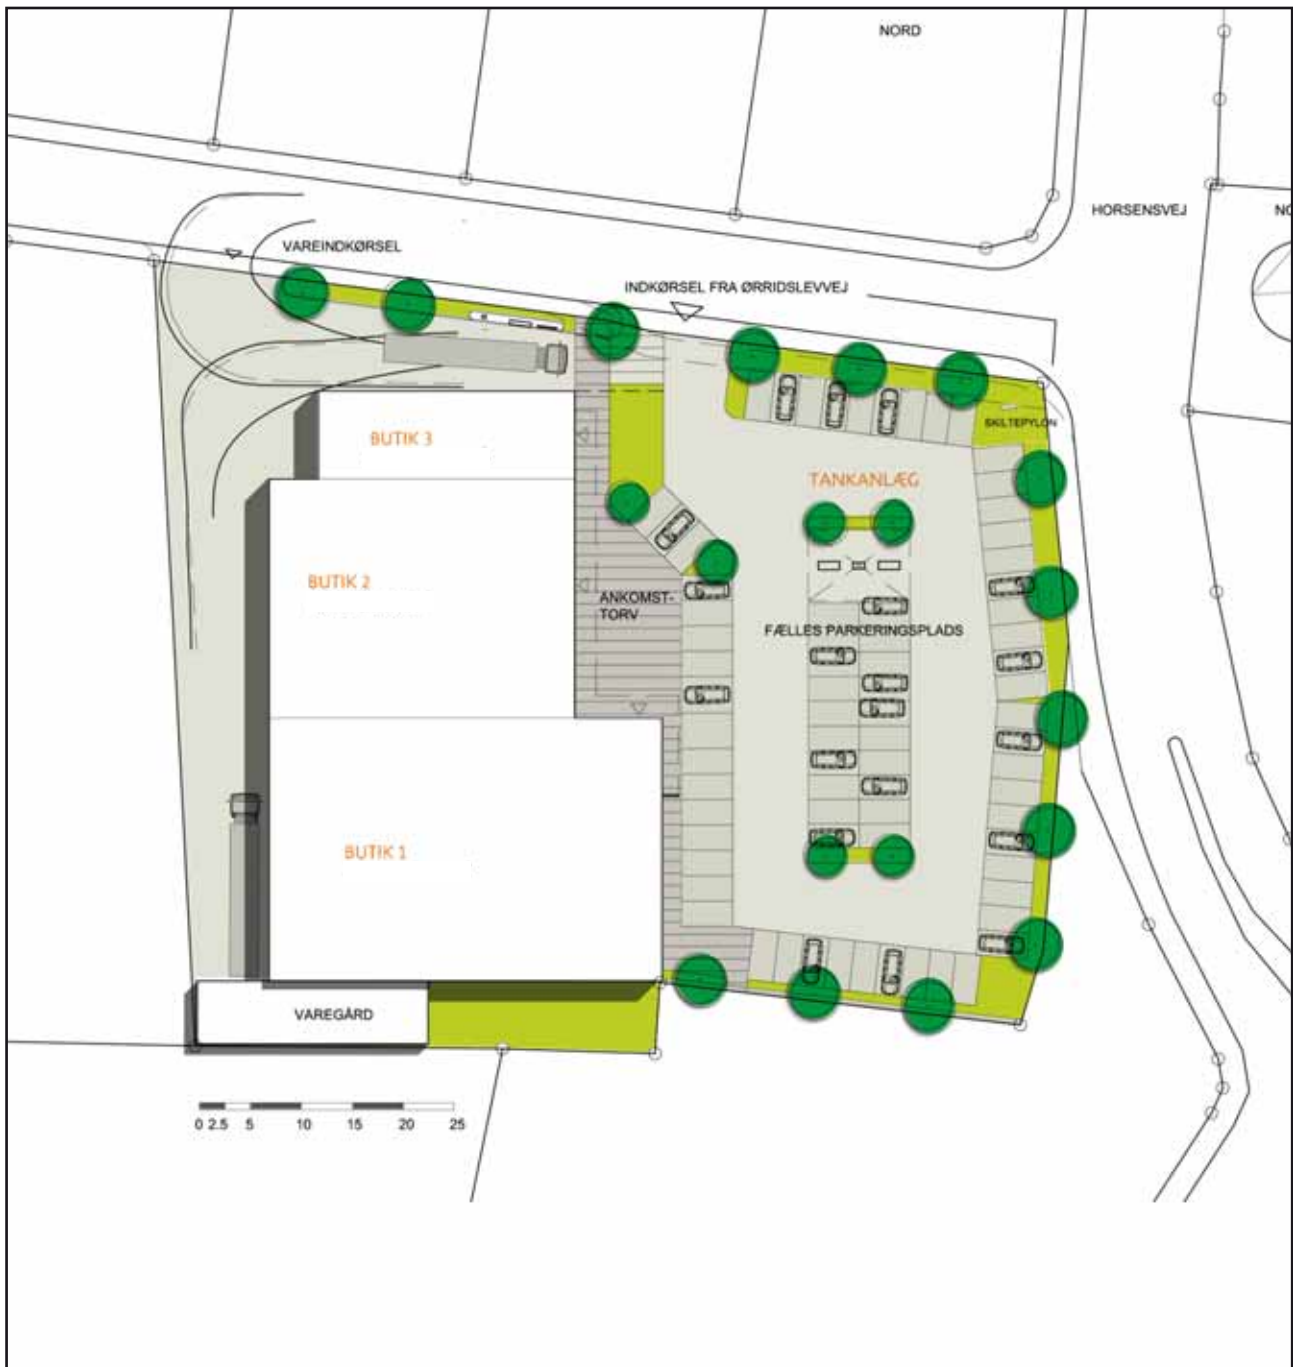 NORD
HORSENSVEJ
NO
VAREINDKØRSEL
INDKØRSEL FRA ØRRIDSLEVVEJ
SKILTEPYLON
BUTIK 3
TANKANLÆG
BUTIK 2
ANKOMST-
TORV
FÆLLES PARKERINGSPLADS
BUTIK 1
VAREGÅRD
0 2.5 5 10 15 20 25